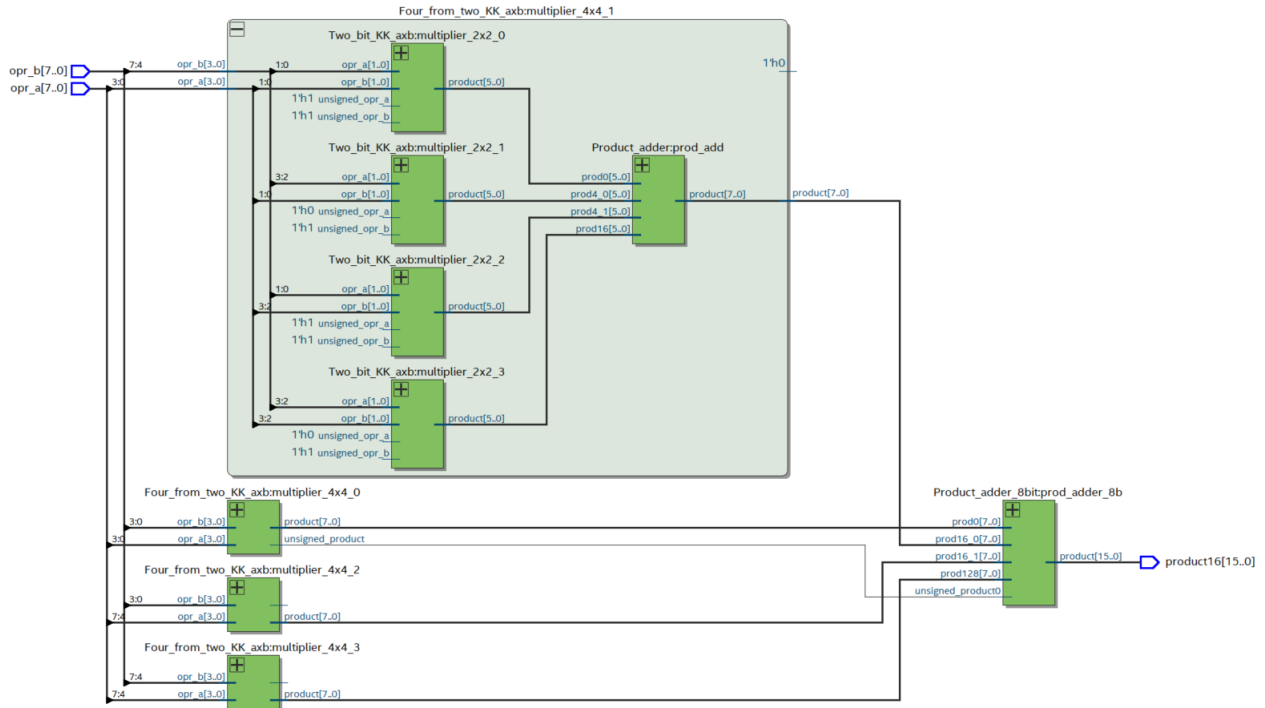 Four_from_two_KK_axb:multiplier_4x4_1
Two_bit_KK_axb:multiplier_2x2_0
opr_b[7..0] 7:4 opr_b[3..0] 1:0 opr_a[1..0] 1'h0
opr_a[7..0] 3:0 opr_a[3..0] 1:0 opr_b[1..0] product[5..0]
1'h1 unsigned_opr_a
1'h1 unsigned_opr_b
Two_bit_KK_axb:multiplier_2x2_1 Product_adder:prod_add
3:2 opr_a[1..0] prod0[5..0]
1:0 opr_b[1..0] product[5..0] prod4_0[5..0] product[7..0] product[7..0]
1'h0 unsigned_opr_a prod4_1[5..0]
1'h1 unsigned_opr_b prod16[5..0]
Two_bit_KK_axb:multiplier_2x2_2
1:0 opr_a[1..0]
3:2 opr_b[1..0] product[5..0]
1'h1 unsigned_opr_a
1'h1 unsigned_opr_b
Two_bit_KK_axb:multiplier_2x2_3
3:2 opr_a[1..0]
3:2 opr_b[1..0] product[5..0]
1'h0 unsigned_opr_a
1'h1 unsigned_opr_b
Four_from_two_KK_axb:multiplier_4x4_0 Product_adder_8bit:prod_adder_8b
3:0 opr_b[3..0] product[7..0] prod0[7..0]
3:0 opr_a[3..0] unsigned_product prod16_0[7..0]
prod16_1[7..0] product[15..0] product16[15..0]
Four_from_two_KK_axb:multiplier_4x4_2 prod128[7..0]
unsigned_product0
3:0 opr_b[3..0]
7:4 opr_a[3..0] product[7..0]
Four_from_two_KK_axb:multiplier_4x4_3
7:4 opr_b[3..0]
7:4 opr_a[3..0] product[7..0]